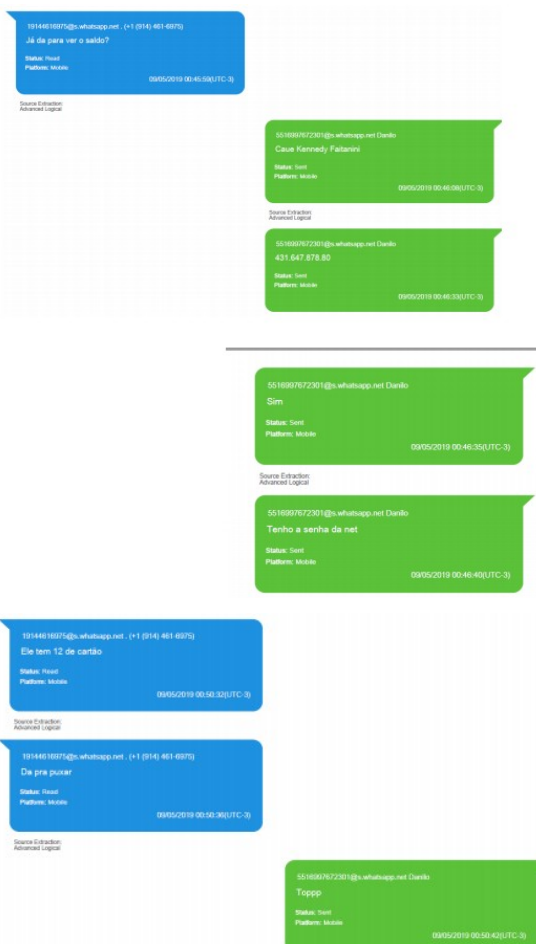 19144616975@s.whatsapp.net . (+1 (914) 461-6975)
Já da para ver o saldo?
Status: Read
Platform: Mobile
09/05/2019 00:45:59(UTC-3)
Source Extraction:
Advanced Logical
5516997672301@s.whatsapp.net Danilo
Caue Kennedy Faitanini
Status: Sent
Platform: Mobile
09/05/2019 00:46:08(UTC-3)
Source Extraction:
Advanced Logical
5516997672301@s.whatsapp.net Danilo
431.647.878.80
Status: Sent
Platform: Mobile
09/05/2019 00:46:33(UTC-3)
5516997672301@s.whatsapp.net Danilo
Sim
Status: Sent
Platform: Mobile
09/05/2019 00:46:35(UTC-3)
Source Extraction:
Advanced Logical
5516997672301@s.whatsapp.net Danilo
Tenho a senha da net
Status: Sent
Platform: Mobile
09/05/2019 00:46:40(UTC-3)
19144616975@s.whatsapp.net . (+1 (914) 461-6975)
Ele tem 12 de cartão
Status: Read
Platform: Mobile
09/05/2019 00:50:32(UTC-3)
Source Extraction:
Advanced Logical
19144616975@s.whatsapp.net . (+1 (914) 461-6975)
Da pra puxar
Status: Read
Platform: Mobile
09/05/2019 00:50:36(UTC-3)
Source Extraction:
Advanced Logical
5516997672301@s.whatsapp.net Danilo
Toppp
Status: Sent
Platform: Mobile
09/05/2019 00:50:42(UTC-3)